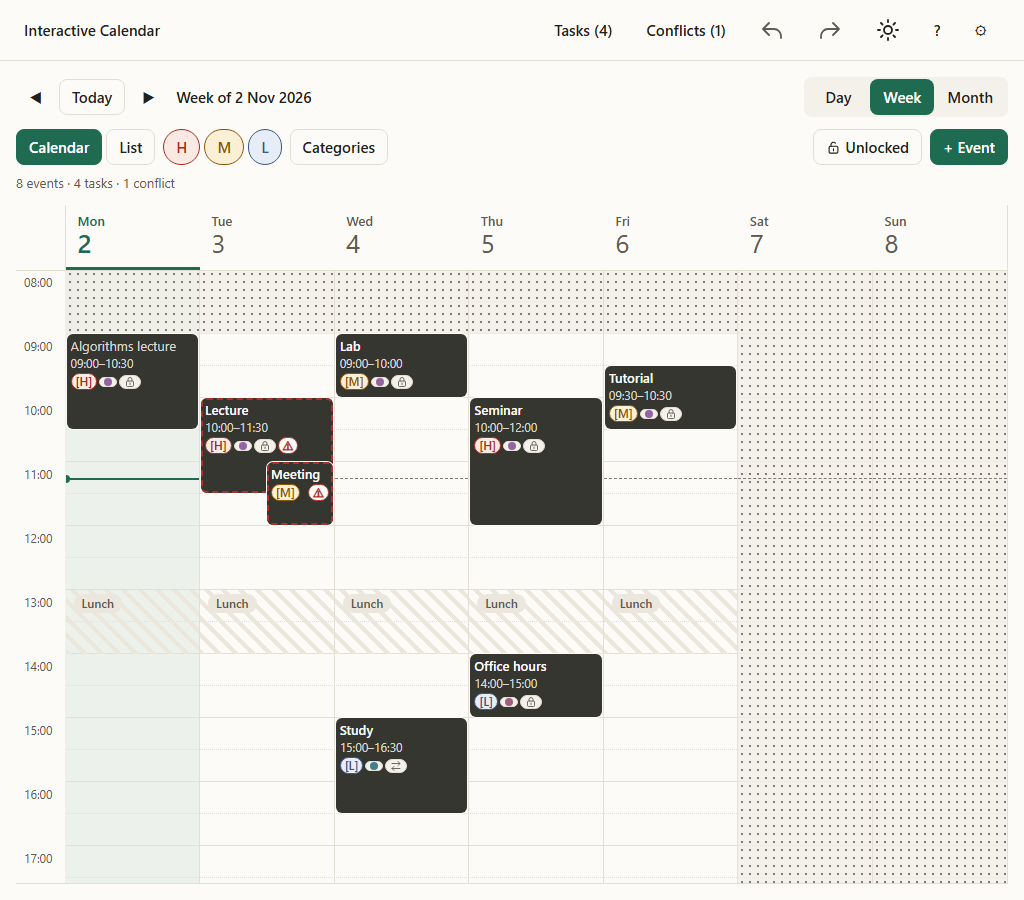 Interactive Calendar
Tasks (4)
Conflicts (1)
?
Today
Week of 2 Nov 2026
Day
Week
Month
Calendar
List
H
M
L
Categories
Unlocked
+ Event
8 events · 4 tasks · 1 conflict
Mon
2
Tue
3
Wed
4
Thu
5
Fri
6
Sat
7
Sun
8
08:00
09:00
10:00
11:00
12:00
13:00
14:00
15:00
16:00
17:00
Algorithms lecture
09:00–10:30
[H]
Lecture
10:00–11:30
[H]
Meeting
[M]
Lab
09:00–10:00
[M]
Seminar
10:00–12:00
[H]
Tutorial
09:30–10:30
[M]
Lunch
Lunch
Lunch
Lunch
Lunch
Office hours
14:00–15:00
[L]
Study
15:00–16:30
[L]